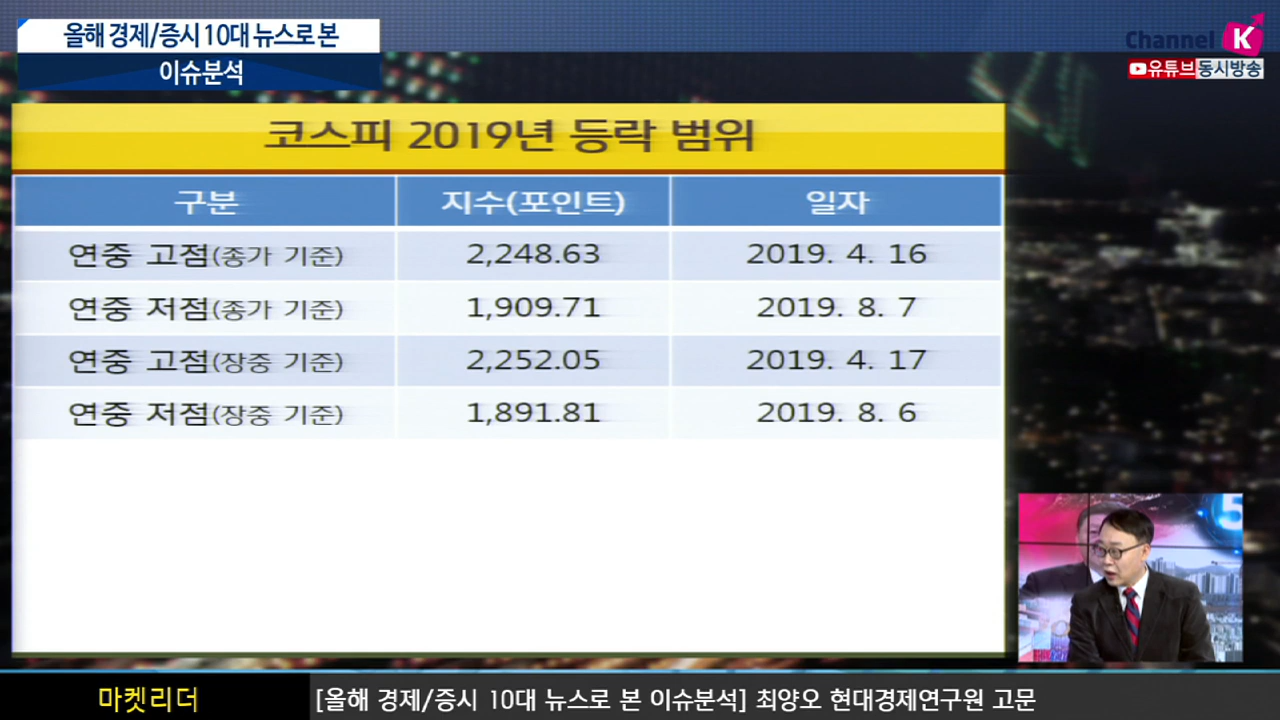 올해 경제/증시 10대 뉴스로 본
이슈분석
Channel K
유튜브 동시방송
코스피 2019년 등락 범위
구분 지수(포인트) 일자
연중 고점(종가 기준) 2,248.63 2019. 4. 16
연중 저점(종가 기준) 1,909.71 2019. 8. 7
연중 고점(장중 기준) 2,252.05 2019. 4. 17
연중 저점(장중 기준) 1,891.81 2019. 8. 6
5
마켓리더 [올해 경제/증시 10대 뉴스로 본 이슈분석] 최양오 현대경제연구원 고문